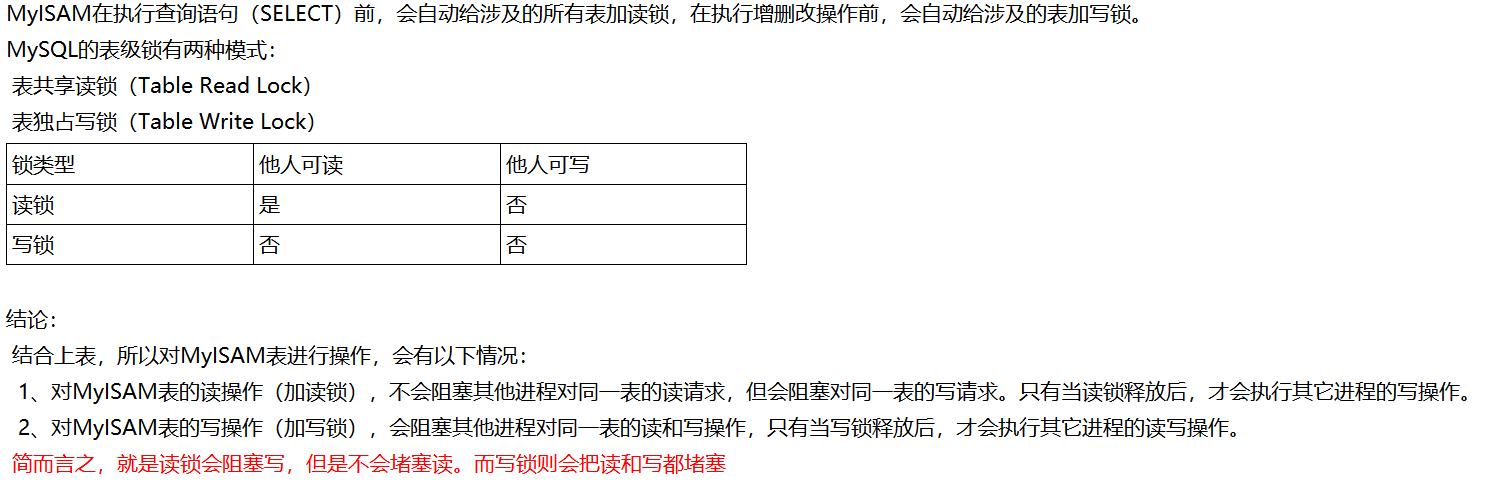 MyISAM在执行查询语句（SELECT）前，会自动给涉及的所有表加读锁，在执行增删改操作前，会自动给涉及的表加写锁。
MySQL的表级锁有两种模式：
表共享读锁（Table Read Lock）
表独占写锁（Table Write Lock）
锁类型 他人可读 他人可写
读锁 是 否
写锁 否 否
结论：
结合上表，所以对MyISAM表进行操作，会有以下情况：
1、对MyISAM表的读操作（加读锁），不会阻塞其他进程对同一表的读请求，但会阻塞对同一表的写请求。只有当读锁释放后，才会执行其它进程的写操作。
2、对MyISAM表的写操作（加写锁），会阻塞其他进程对同一表的读和写操作，只有当写锁释放后，才会执行其它进程的读写操作。
简而言之，就是读锁会阻塞写，但是不会堵塞读。而写锁则会把读和写都堵塞